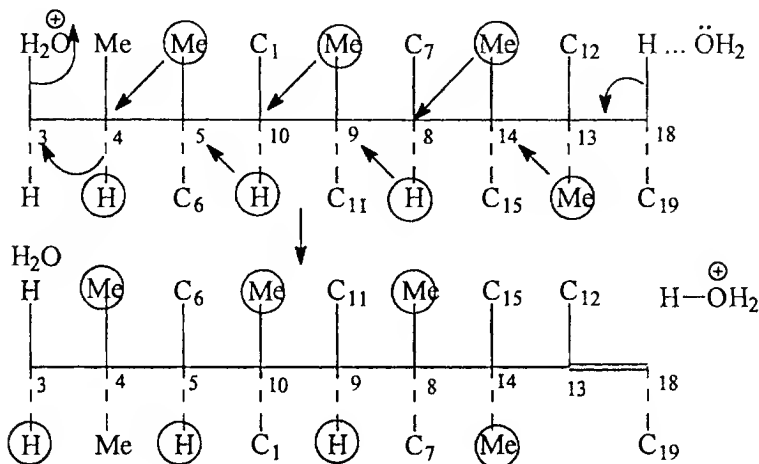 ⊕
H₂O Me Me C₁ Me C₇ Me C₁₂ H ... ÖH₂
3 4 5 10 9 8 14 13 18
H H C₆ H C₁₁ H C₁₅ Me C₁₉
H₂O ⊕
H Me C₆ Me C₁₁ Me C₁₅ C₁₂ H—OH₂
3 4 5 10 9 8 14 13 18
H Me H C₁ H C₇ Me C₁₉